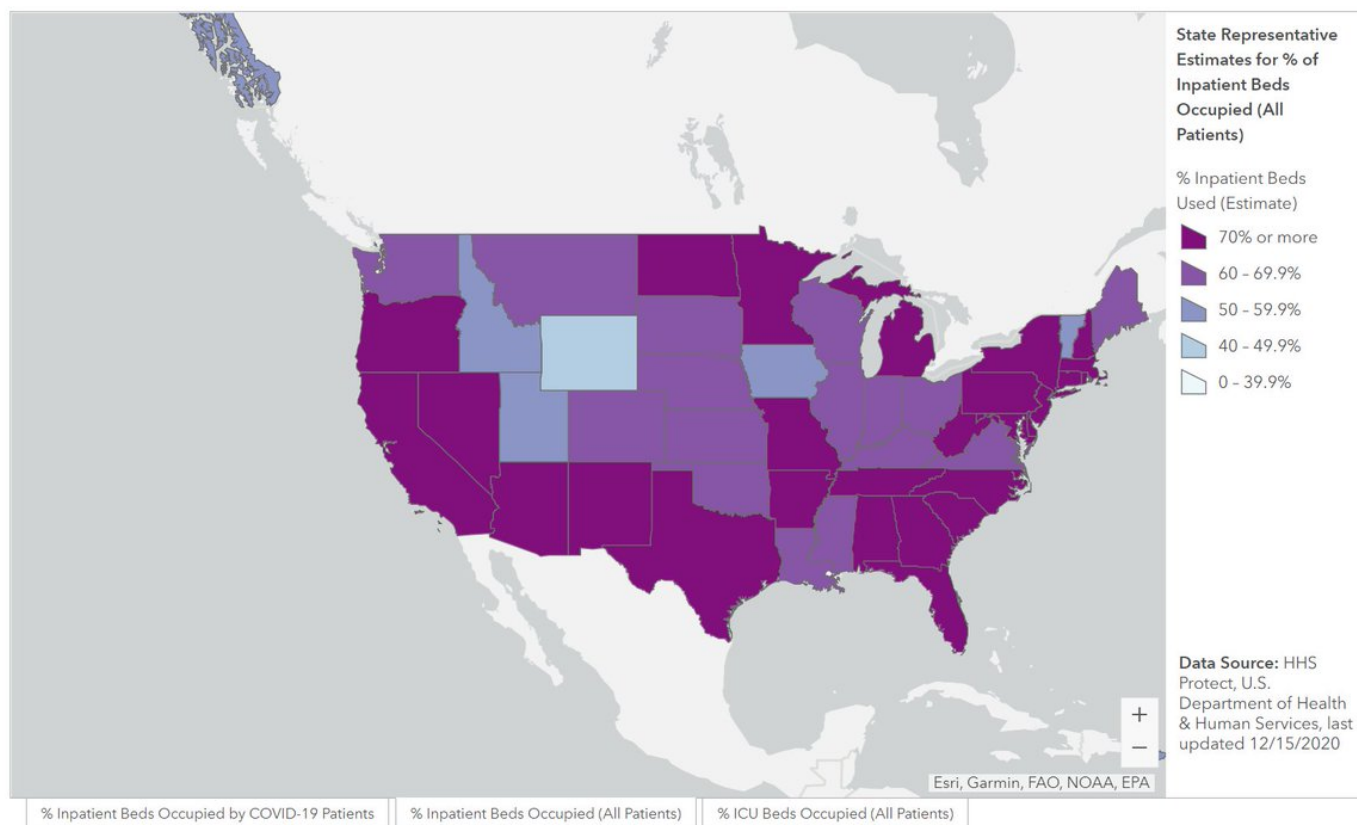 State Representative
Estimates for % of
Inpatient Beds
Occupied (All
Patients)
% Inpatient Beds
Used (Estimate)
70% or more
60 – 69.9%
50 – 59.9%
40 – 49.9%
0 – 39.9%
Data Source: HHS
Protect, U.S.
Department of Health
& Human Services, last
updated 12/15/2020
+
−
Esri, Garmin, FAO, NOAA, EPA
% Inpatient Beds Occupied by COVID-19 Patients
% Inpatient Beds Occupied (All Patients)
% ICU Beds Occupied (All Patients)